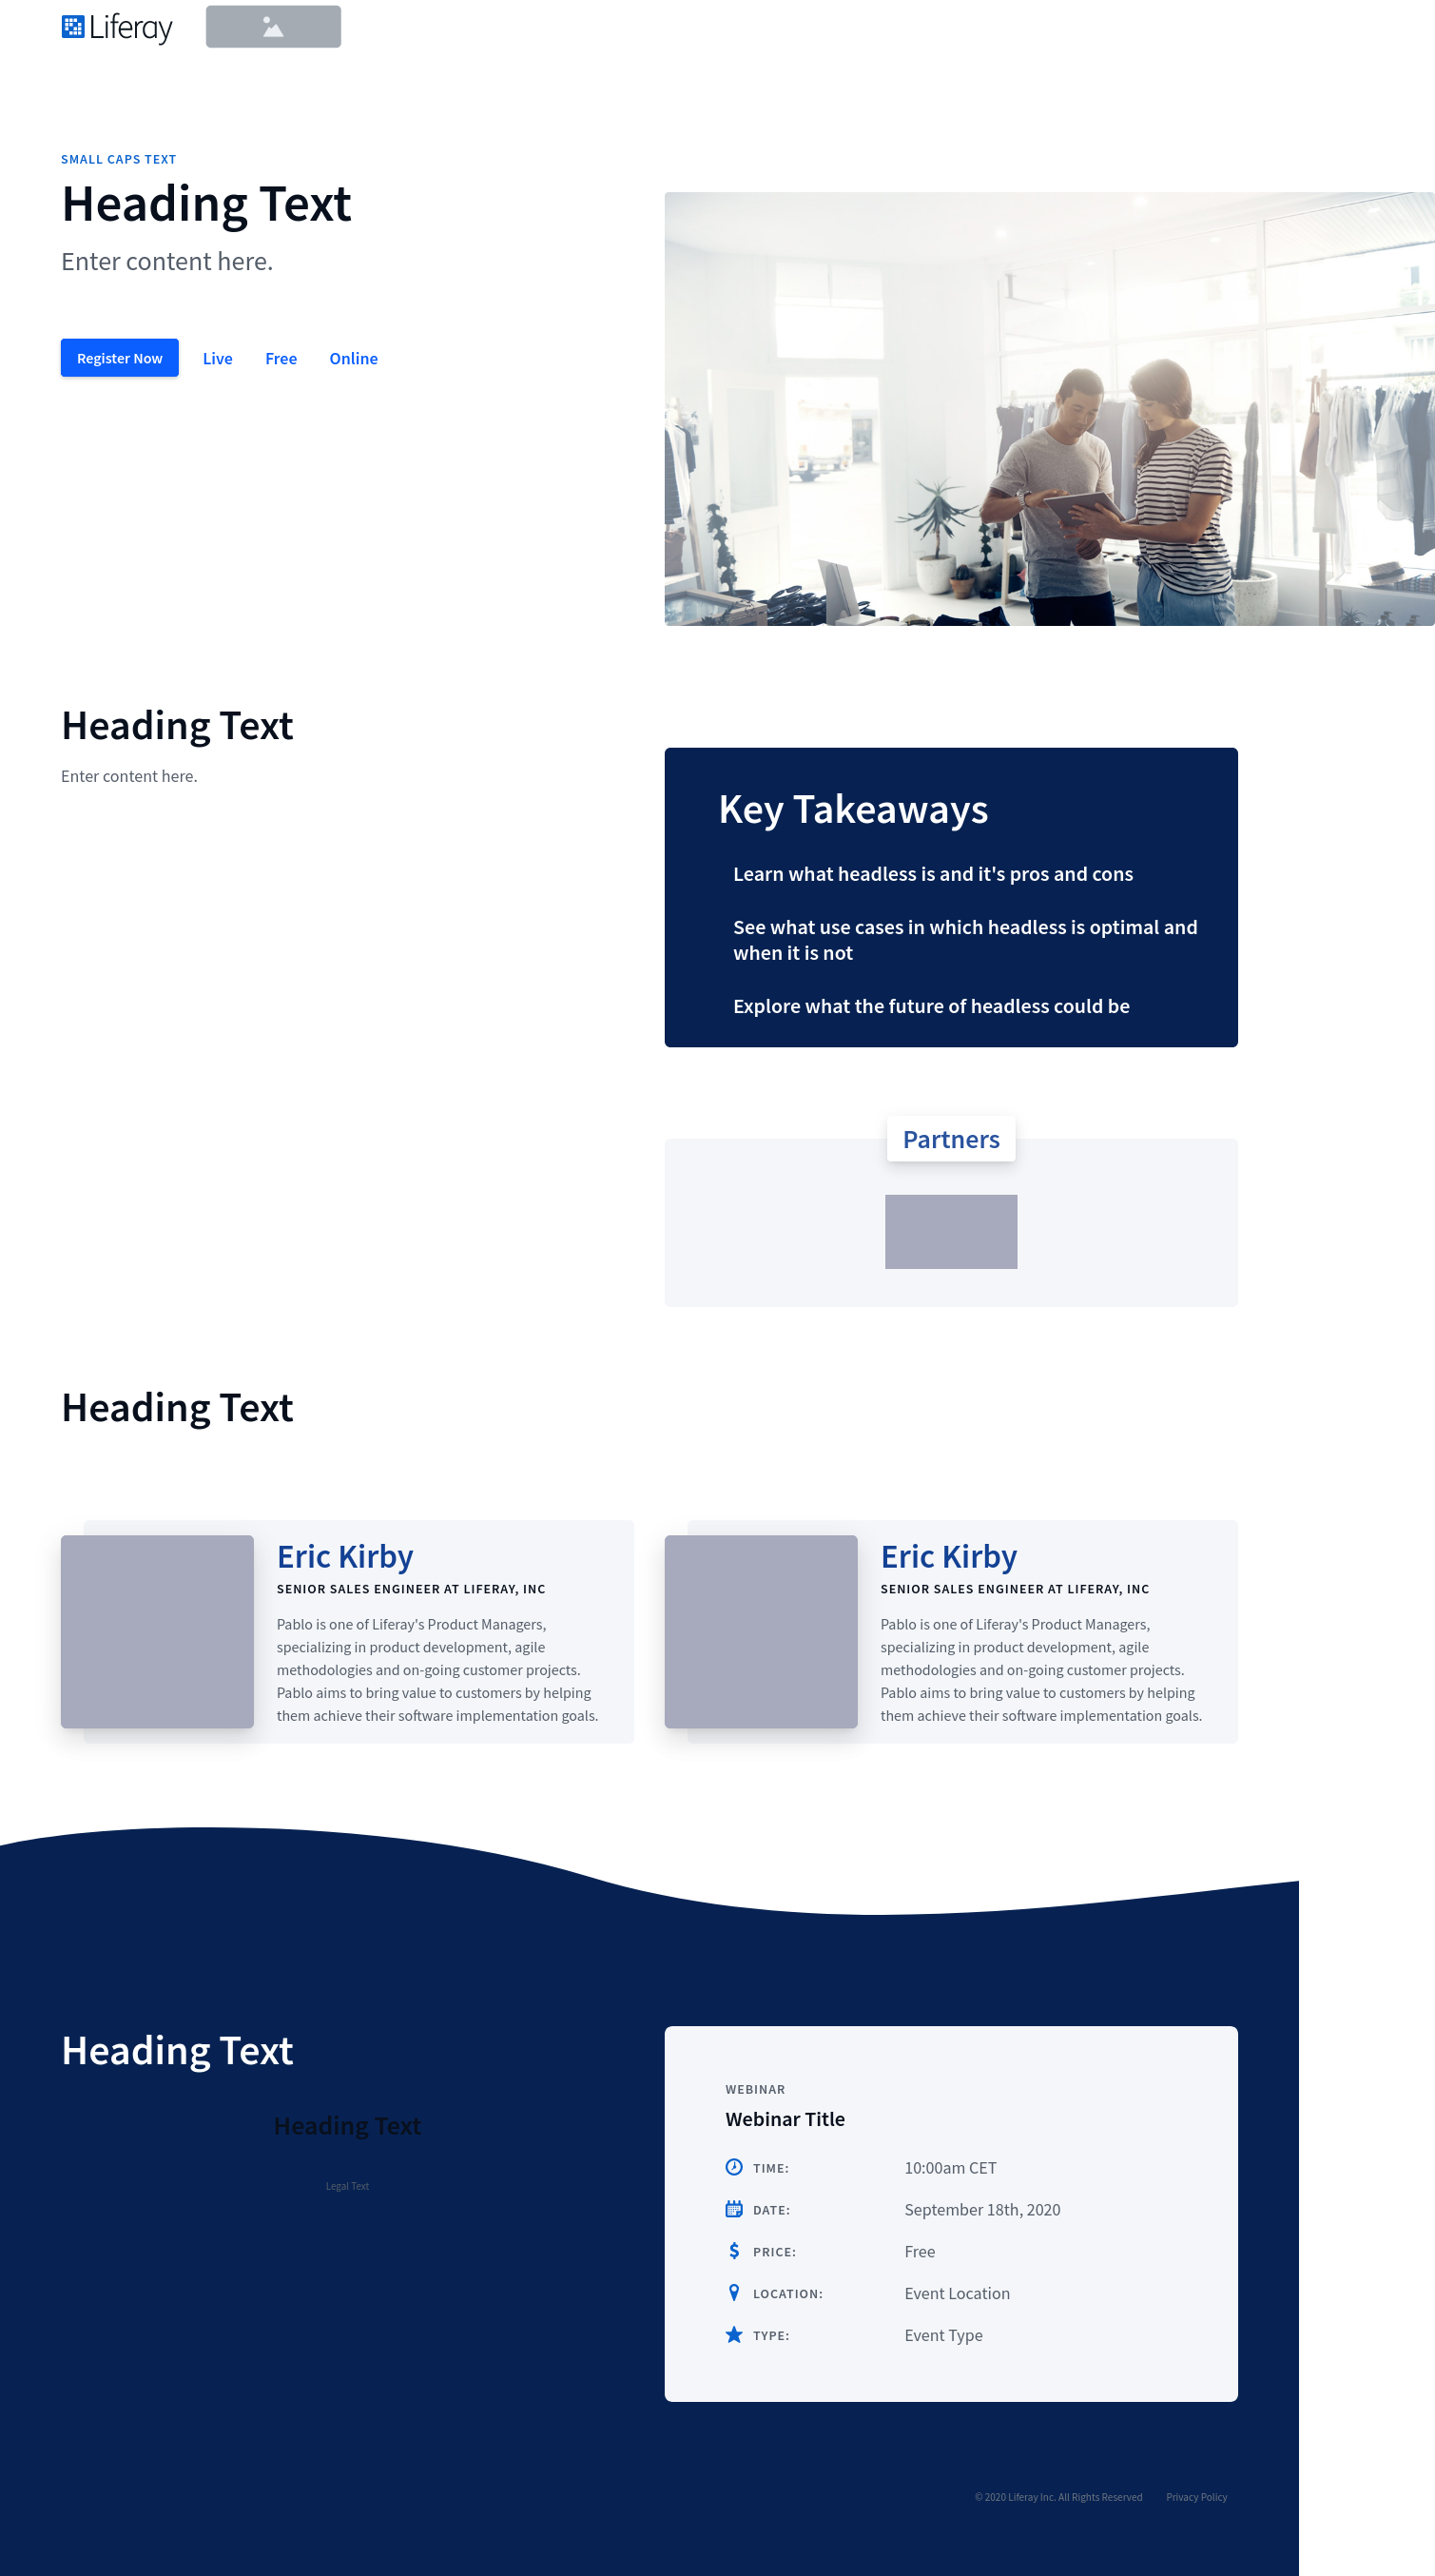 Liferay
SMALL CAPS TEXT
Heading Text
Enter content here.
Register Now
Live
Free
Online
Heading Text
Enter content here.
Key Takeaways
Learn what headless is and it's pros and cons
See what use cases in which headless is optimal and
when it is not
Explore what the future of headless could be
Partners
Heading Text
Eric Kirby
SENIOR SALES ENGINEER AT LIFERAY, INC
Pablo is one of Liferay's Product Managers,
specializing in product development, agile
methodologies and on-going customer projects.
Pablo aims to bring value to customers by helping
them achieve their software implementation goals.
Eric Kirby
SENIOR SALES ENGINEER AT LIFERAY, INC
Pablo is one of Liferay's Product Managers,
specializing in product development, agile
methodologies and on-going customer projects.
Pablo aims to bring value to customers by helping
them achieve their software implementation goals.
Heading Text
Heading Text
Legal Text
WEBINAR
Webinar Title
TIME: 10:00am CET
DATE: September 18th, 2020
PRICE: Free
LOCATION: Event Location
TYPE: Event Type
© 2020 Liferay Inc. All Rights Reserved Privacy Policy